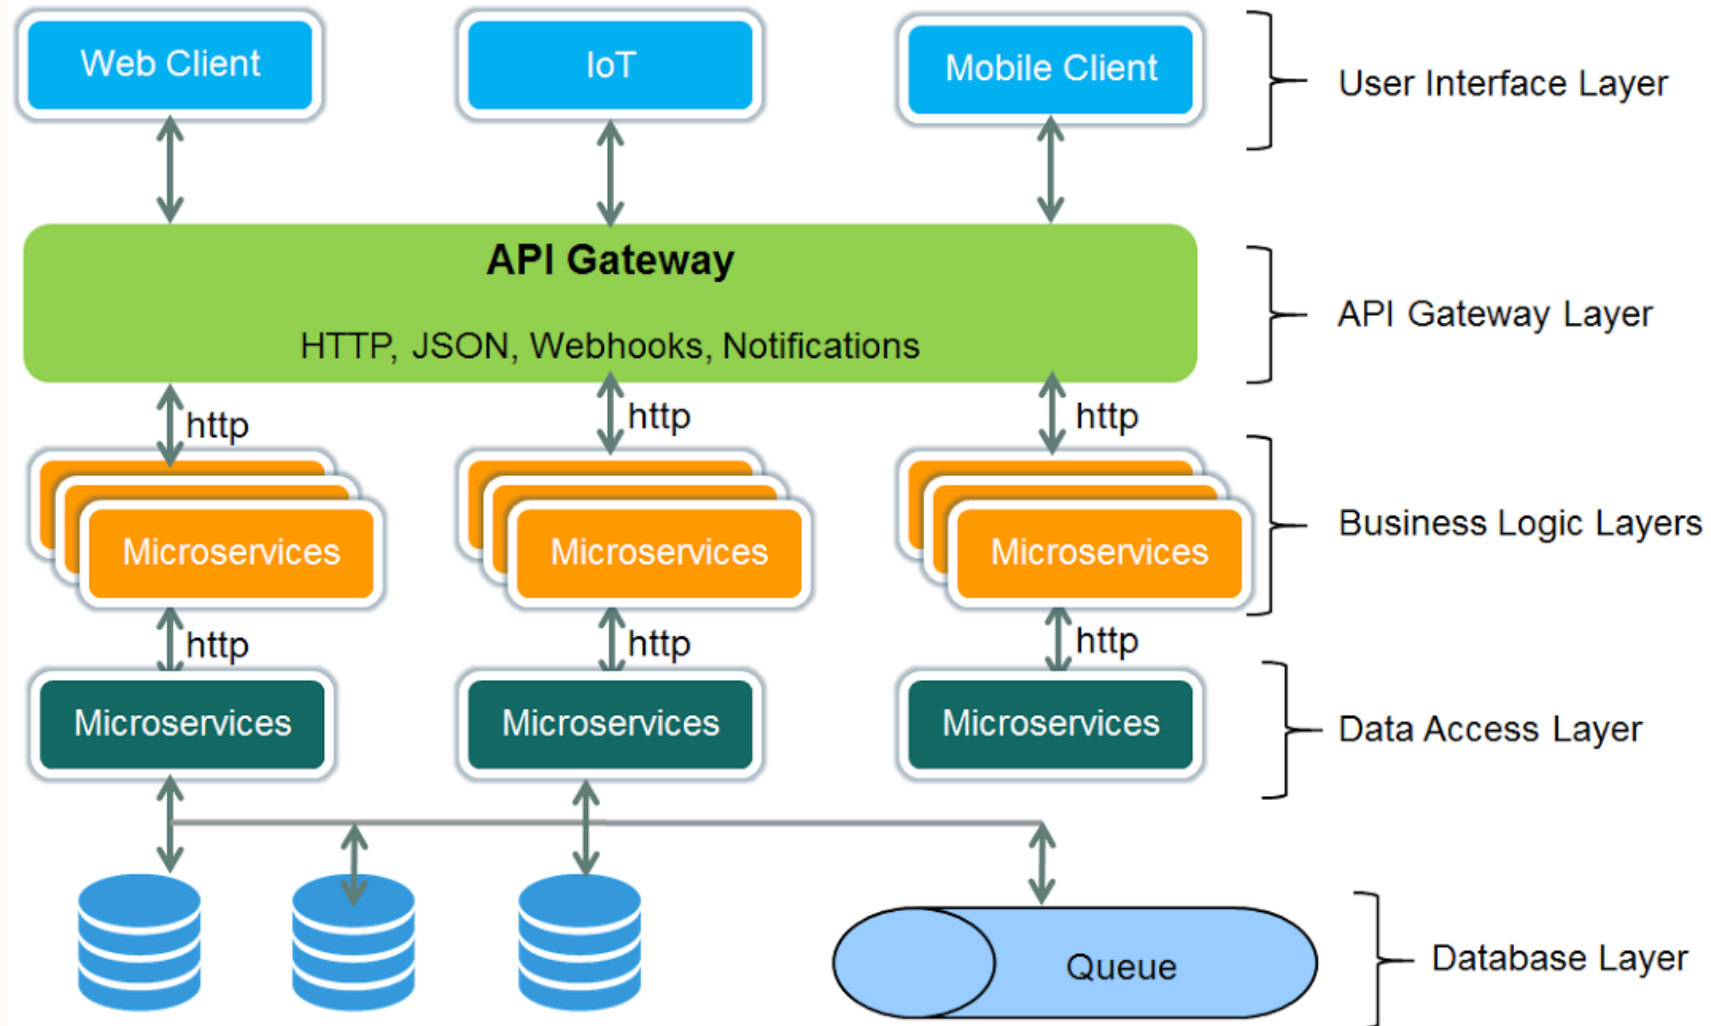 Web Client
IoT
Mobile Client
User Interface Layer
API Gateway
HTTP, JSON, Webhooks, Notifications
API Gateway Layer
http
http
http
Microservices
Microservices
Microservices
Business Logic Layers
http
http
http
Microservices
Microservices
Microservices
Data Access Layer
Queue
Database Layer